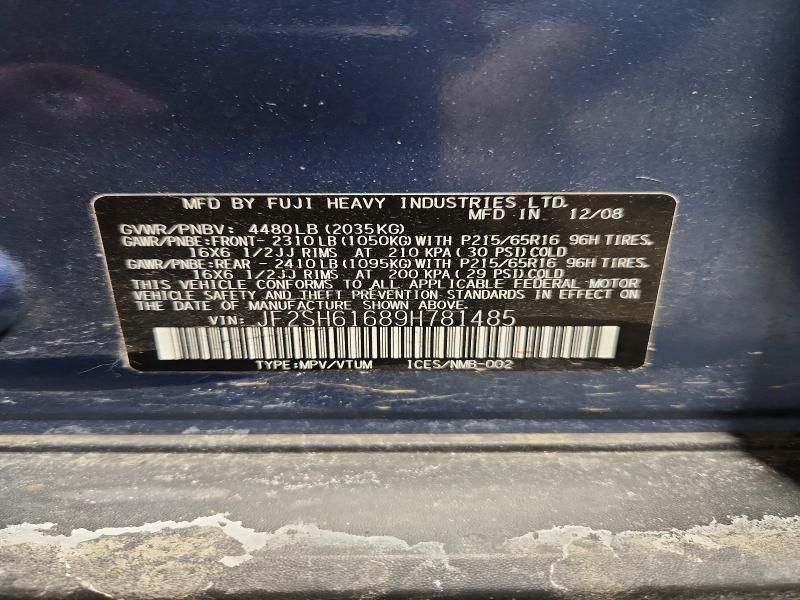 MFD BY FUJI HEAVY INDUSTRIES LTD.
MFD IN 12/08
GVWR/PNBV: 4480LB(2035KG)
GAWR/PNBE:FRONT- 2310LB(1050KG)WITH P215/65R16 96H TIRES.
16X6 1/2JJ RIMS AT 210 KPA(30 PSI)COLD
GAWR/PNBE:REAR - 2410LB(1095KG)WITH P215/65R16 96H TIRES.
16X6 1/2JJ RIMS AT 200 KPA(29 PSI)COLD
THIS VEHICLE CONFORMS TO ALL APPLICABLE FEDERAL MOTOR
VEHICLE SAFETY AND THEFT PREVENTION STANDARDS IN EFFECT ON
THE DATE OF MANUFACTURE SHOWN ABOVE.
VIN: JF2SH61689H781485
TYPE:MPV/VTUM ICES/NMB-002